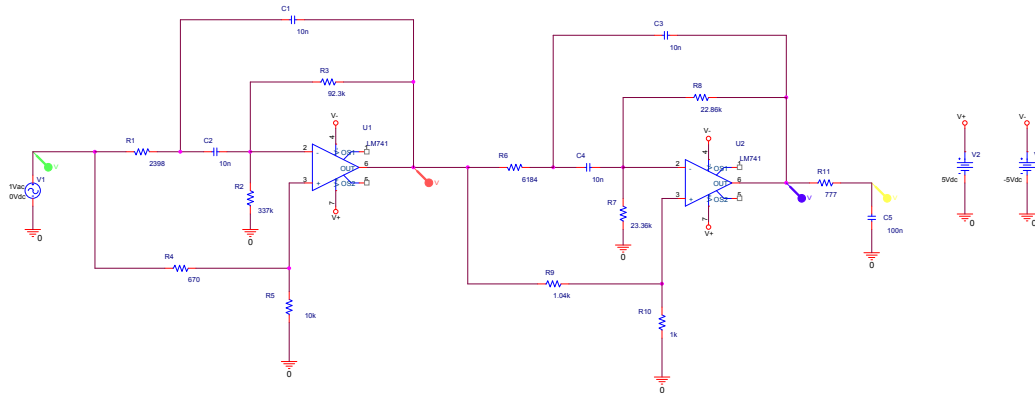 C1
10n
R3
92.3k
V-
U1
R1
2398
C2
10n
2
-
4
OS1
1
LM741
OUT
6
3
+
OS2
5
7
V+
V
V1
1Vac
0Vdc
0
R2
337k
0
R4
670
R5
10k
0
V
C3
10n
R8
22.86k
V-
U2
R6
6184
C4
10n
2
-
4
OS1
1
LM741
OUT
6
3
+
OS2
5
7
V+
R7
23.36k
0
R9
1.04k
R10
1k
0
V
R11
777
V
C5
100n
0
V+
V2
5Vdc
0
V-
-5Vdc
0